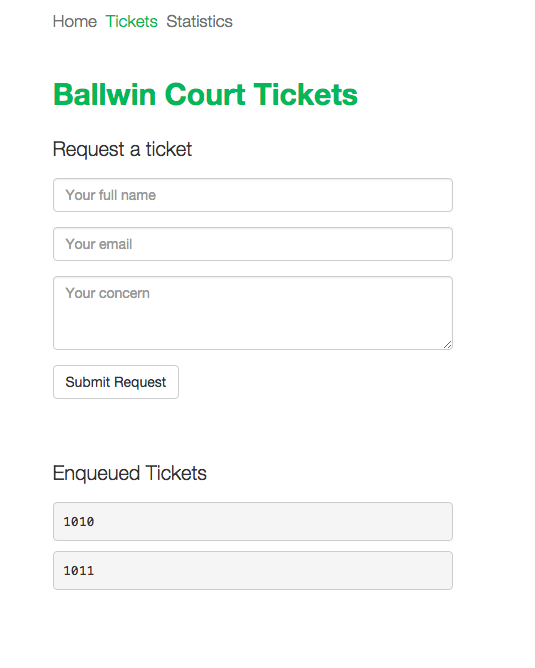 Home Tickets Statistics
Ballwin Court Tickets
Request a ticket
Your full name
Your email
Your concern
Submit Request
Enqueued Tickets
1010
1011